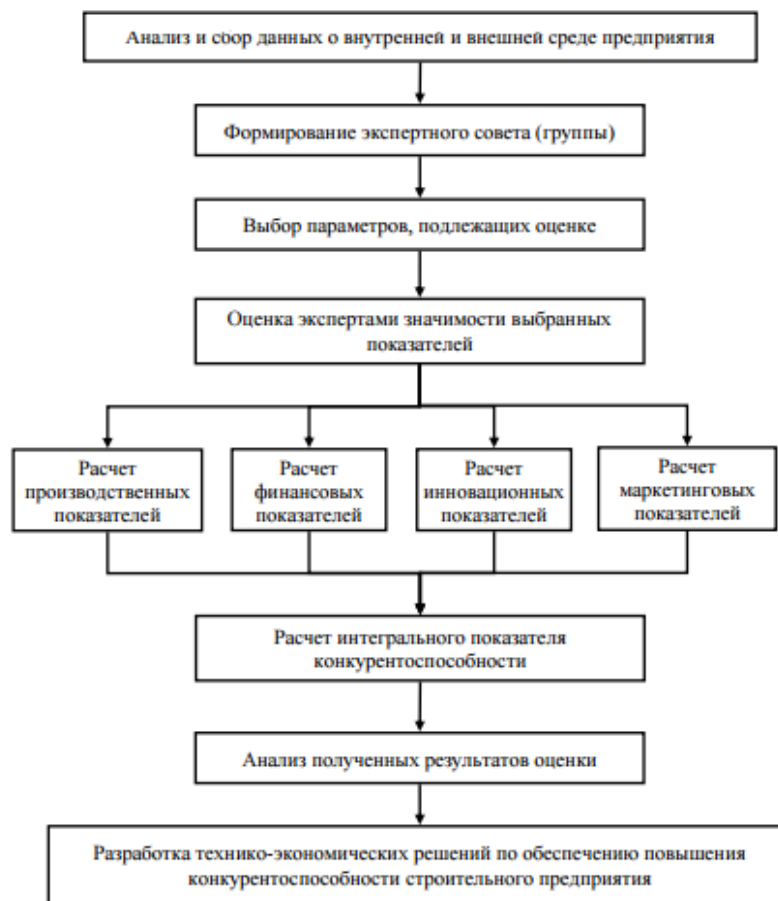 Анализ и сбор данных о внутренней и внешней среде предприятия
Формирование экспертного совета (группы)
Выбор параметров, подлежащих оценке
Оценка экспертами значимости выбранных
показателей
Расчет
производственных
показателей
Расчет
финансовых
показателей
Расчет
инновационных
показателей
Расчет
маркетинговых
показателей
Расчет интегрального показателя
конкурентоспособности
Анализ полученных результатов оценки
Разработка технико-экономических решений по обеспечению повышения
конкурентоспособности строительного предприятия